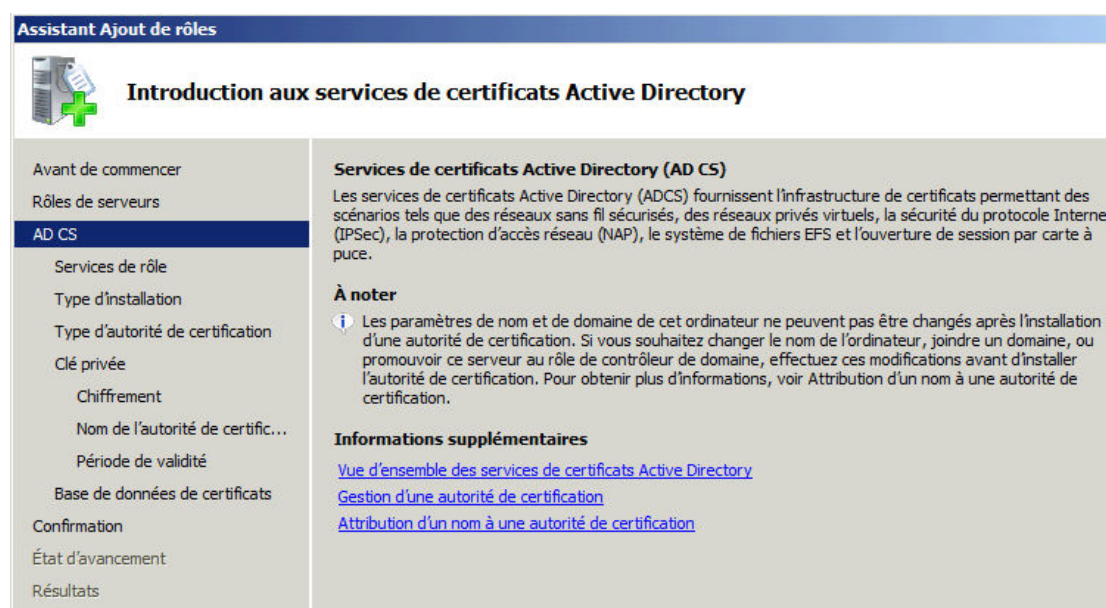 Assistant Ajout de rôles
Introduction aux services de certificats Active Directory
Avant de commencer
Rôles de serveurs
AD CS
Services de rôle
Type d'installation
Type d'autorité de certification
Clé privée
Chiffrement
Nom de l'autorité de certific...
Période de validité
Base de données de certificats
Confirmation
État d'avancement
Résultats
Services de certificats Active Directory (AD CS)
Les services de certificats Active Directory (ADCS) fournissent l'infrastructure de certificats permettant des
scénarios tels que des réseaux sans fil sécurisés, des réseaux privés virtuels, la sécurité du protocole Interne
(IPSec), la protection d'accès réseau (NAP), le système de fichiers EFS et l'ouverture de session par carte à
puce.
À noter
Les paramètres de nom et de domaine de cet ordinateur ne peuvent pas être changés après l'installation
d'une autorité de certification. Si vous souhaitez changer le nom de l'ordinateur, joindre un domaine, ou
promouvoir ce serveur au rôle de contrôleur de domaine, effectuez ces modifications avant d'installer
l'autorité de certification. Pour obtenir plus d'informations, voir Attribution d'un nom à une autorité de
certification.
Informations supplémentaires
Vue d'ensemble des services de certificats Active Directory
Gestion d'une autorité de certification
Attribution d'un nom à une autorité de certification